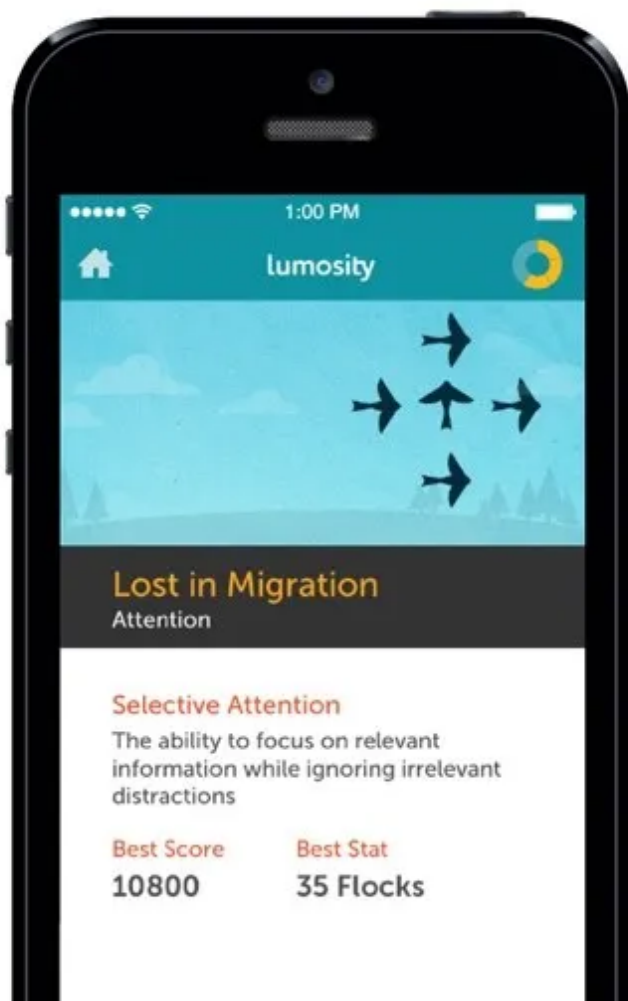 1:00 PM
lumosity
Lost in Migration
Attention
Selective Attention
The ability to focus on relevant
information while ignoring irrelevant
distractions
Best Score Best Stat
10800 35 Flocks